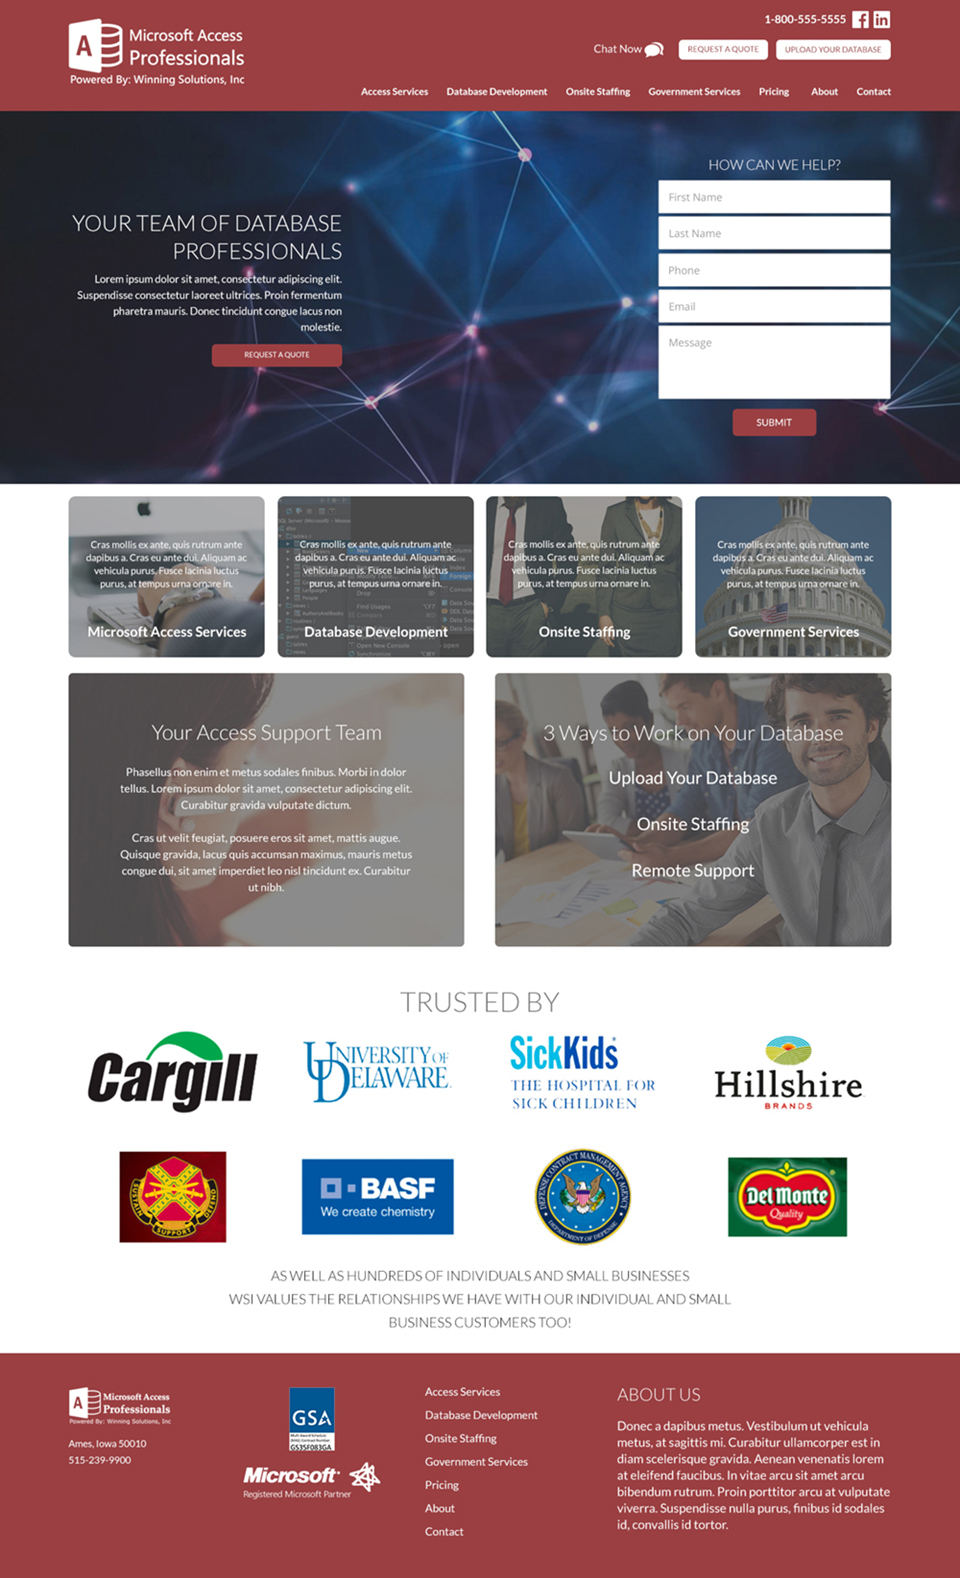 Microsoft Access
Professionals
Powered By: Winning Solutions, Inc
1-800-555-5555
Chat Now
REQUEST A QUOTE
UPLOAD YOUR DATABASE
Access Services
Database Development
Onsite Staffing
Government Services
Pricing
About
Contact
YOUR TEAM OF DATABASE
PROFESSIONALS
Lorem ipsum dolor sit amet, consectetur adipiscing elit.
Suspendisse consectetur laoreet ultrices. Proin fermentum
pharetra mauris. Donec tincidunt congue lacus non
molestie.
REQUEST A QUOTE
HOW CAN WE HELP?
First Name
Last Name
Phone
Email
Message
SUBMIT
Cras mollis ex ante, quis rutrum ante
dapibus a. Cras eu ante dui. Aliquam ac
vehicula purus. Fusce lacinia luctus
purus, at tempus urna ornare in.
Microsoft Access Services
Cras mollis ex ante, quis rutrum ante
dapibus a. Cras eu ante dui. Aliquam ac
vehicula purus. Fusce lacinia luctus
purus, at tempus urna ornare in.
Database Development
Cras mollis ex ante, quis rutrum ante
dapibus a. Cras eu ante dui. Aliquam ac
vehicula purus. Fusce lacinia luctus
purus, at tempus urna ornare in.
Onsite Staffing
Cras mollis ex ante, quis rutrum ante
dapibus a. Cras eu ante dui. Aliquam ac
vehicula purus. Fusce lacinia luctus
purus, at tempus urna ornare in.
Government Services
Your Access Support Team
Phasellus non enim et metus sodales finibus. Morbi in dolor
tellus. Lorem ipsum dolor sit amet, consectetur adipiscing elit.
Curabitur gravida vulputate dictum.
Cras ut velit feugiat, posuere eros sit amet, mattis augue.
Quisque gravida, lacus quis accumsan maximus, mauris metus
congue dui, sit amet imperdiet leo nisl tincidunt ex. Curabitur
ut nibh.
3 Ways to Work on Your Database
Upload Your Database
Onsite Staffing
Remote Support
TRUSTED BY
Cargill
UNIVERSITY OF
DELAWARE
SickKids
THE HOSPITAL FOR
SICK CHILDREN
Hillshire
BRANDS
SUSTAIN SUPPORT DEFEND
BASF
We create chemistry
DEFENSE CONTRACT MANAGEMENT AGENCY
DEPARTMENT OF DEFENSE
Del Monte
Quality
AS WELL AS HUNDREDS OF INDIVIDUALS AND SMALL BUSINESSES
WSI VALUES THE RELATIONSHIPS WE HAVE WITH OUR INDIVIDUAL AND SMALL
BUSINESS CUSTOMERS TOO!
Microsoft Access
Professionals
Powered By: Winning Solutions, Inc
Ames, Iowa 50010
515-239-9900
GSA
GS35F083GA
Microsoft
Registered Microsoft Partner
Access Services
Database Development
Onsite Staffing
Government Services
Pricing
About
Contact
ABOUT US
Donec a dapibus metus. Vestibulum ut vehicula
metus, at sagittis mi. Curabitur ullamcorper est in
diam scelerisque gravida. Aenean venenatis lorem
at eleifend faucibus. In vitae arcu sit amet arcu
bibendum rutrum. Proin porttitor arcu at vulputate
viverra. Suspendisse nulla purus, finibus id sodales
id, convallis id tortor.